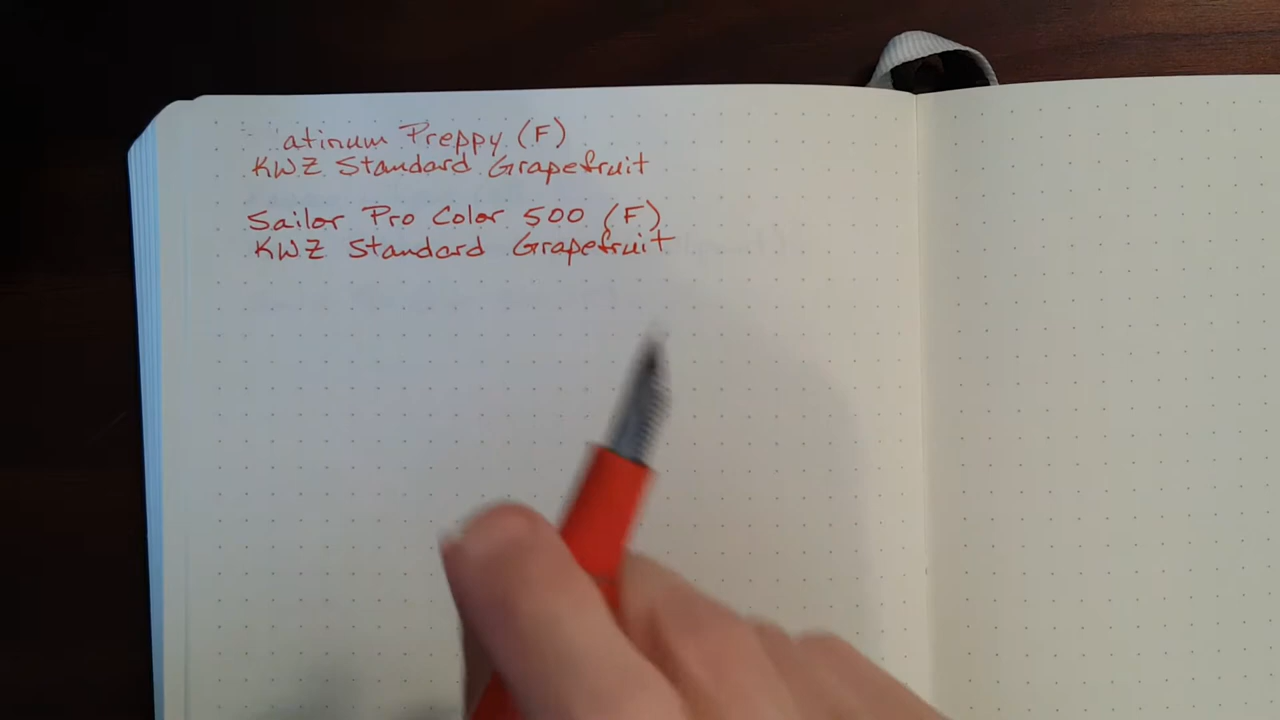 atinum Preppy (F)
KWZ Standard Grapefruit
Sailor Pro Color 500 (F)
KWZ Standard Grapefruit